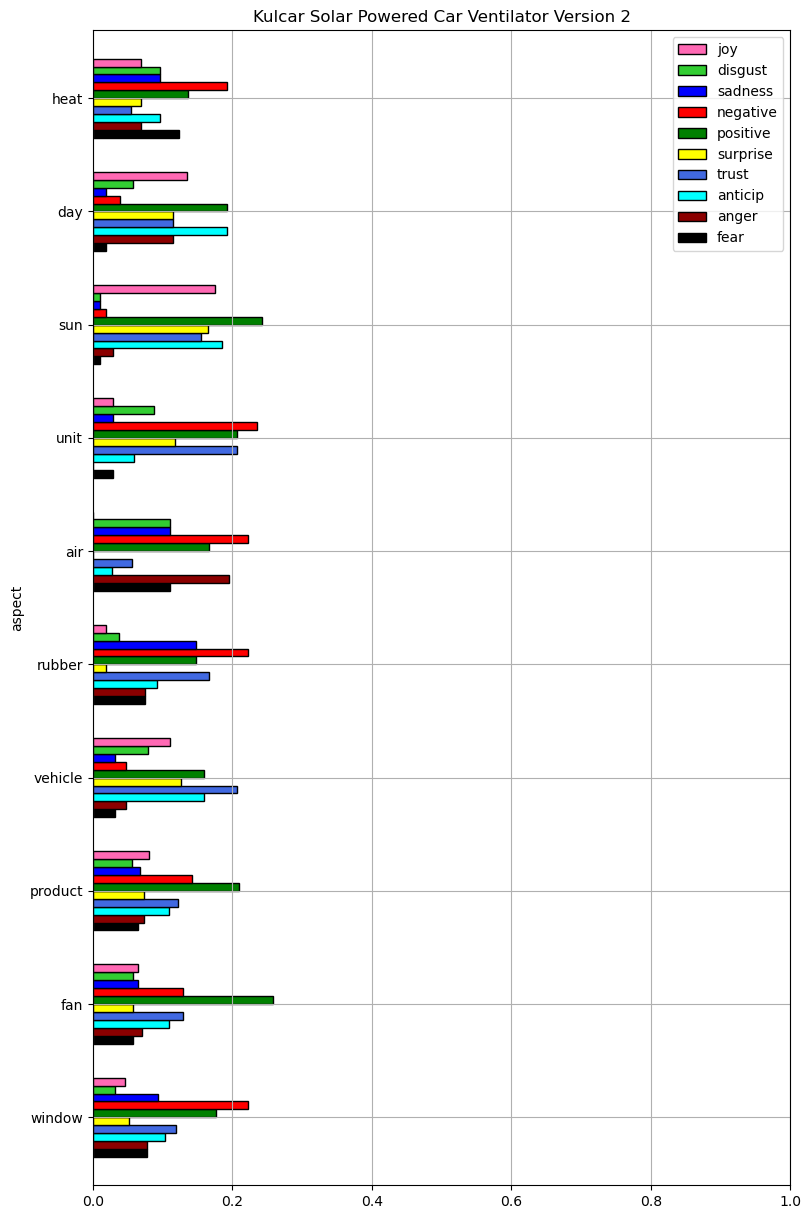 Kulcar Solar Powered Car Ventilator Version 2
joy
disgust
sadness
negative
positive
surprise
trust
anticip
anger
fear
heat
day
sun
unit
air
rubber
vehicle
product
fan
window
aspect
0.0 0.2 0.4 0.6 0.8 1.0